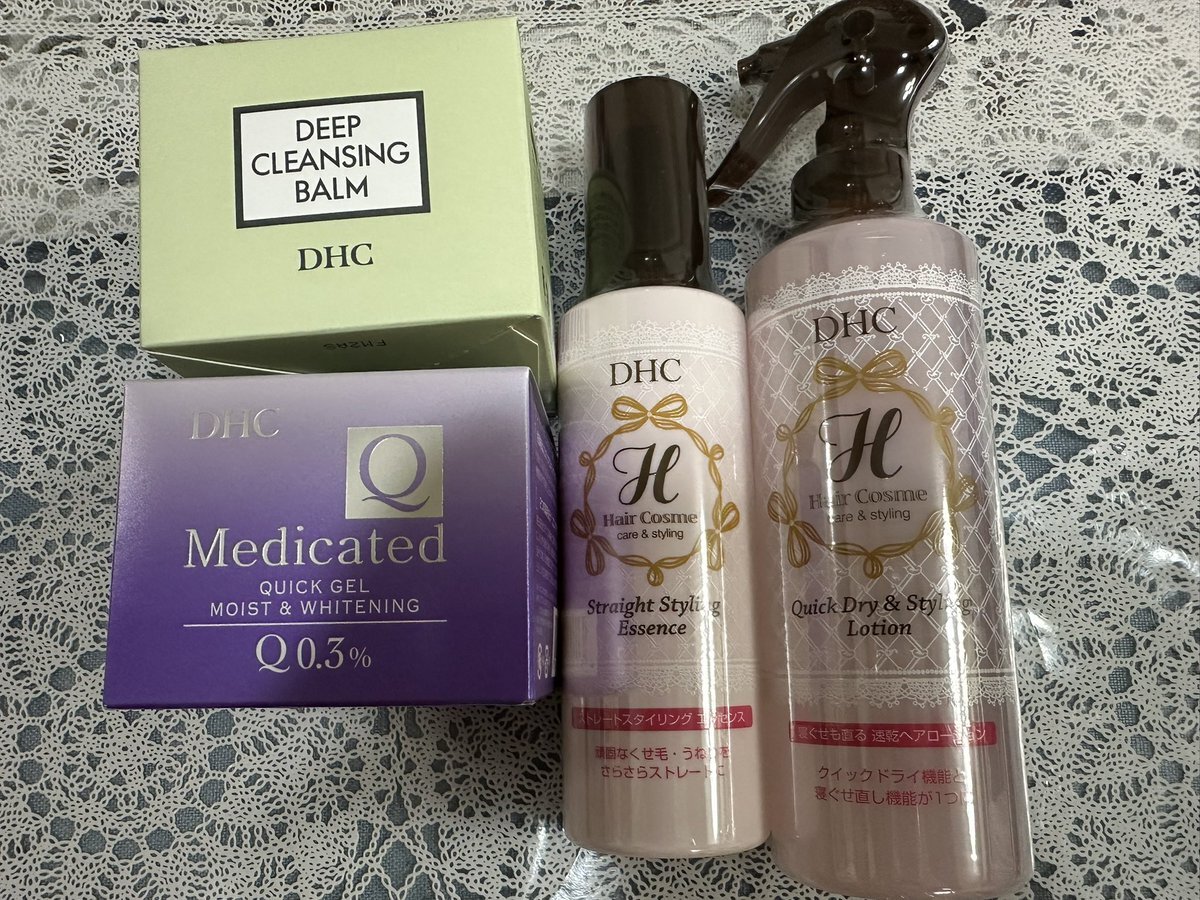 DEEP
CLEANSING
BALM
DHC
FM2AS
DHC
Q
Medicated
QUICK GEL
MOIST & WHITENING
Q 0.3%
DHC
H
Hair Cosme
care & styling
Straight Styling
Essence
ストレートスタイリング エッセンス
頑固なくせ毛・うねりを
さらさらストレートに
DHC
H
Hair Cosme
care & styling
Quick Dry & Styling
Lotion
寝ぐせも直る 速乾ヘアローション
クイックドライ機能と
寝ぐせ直し機能が1つに